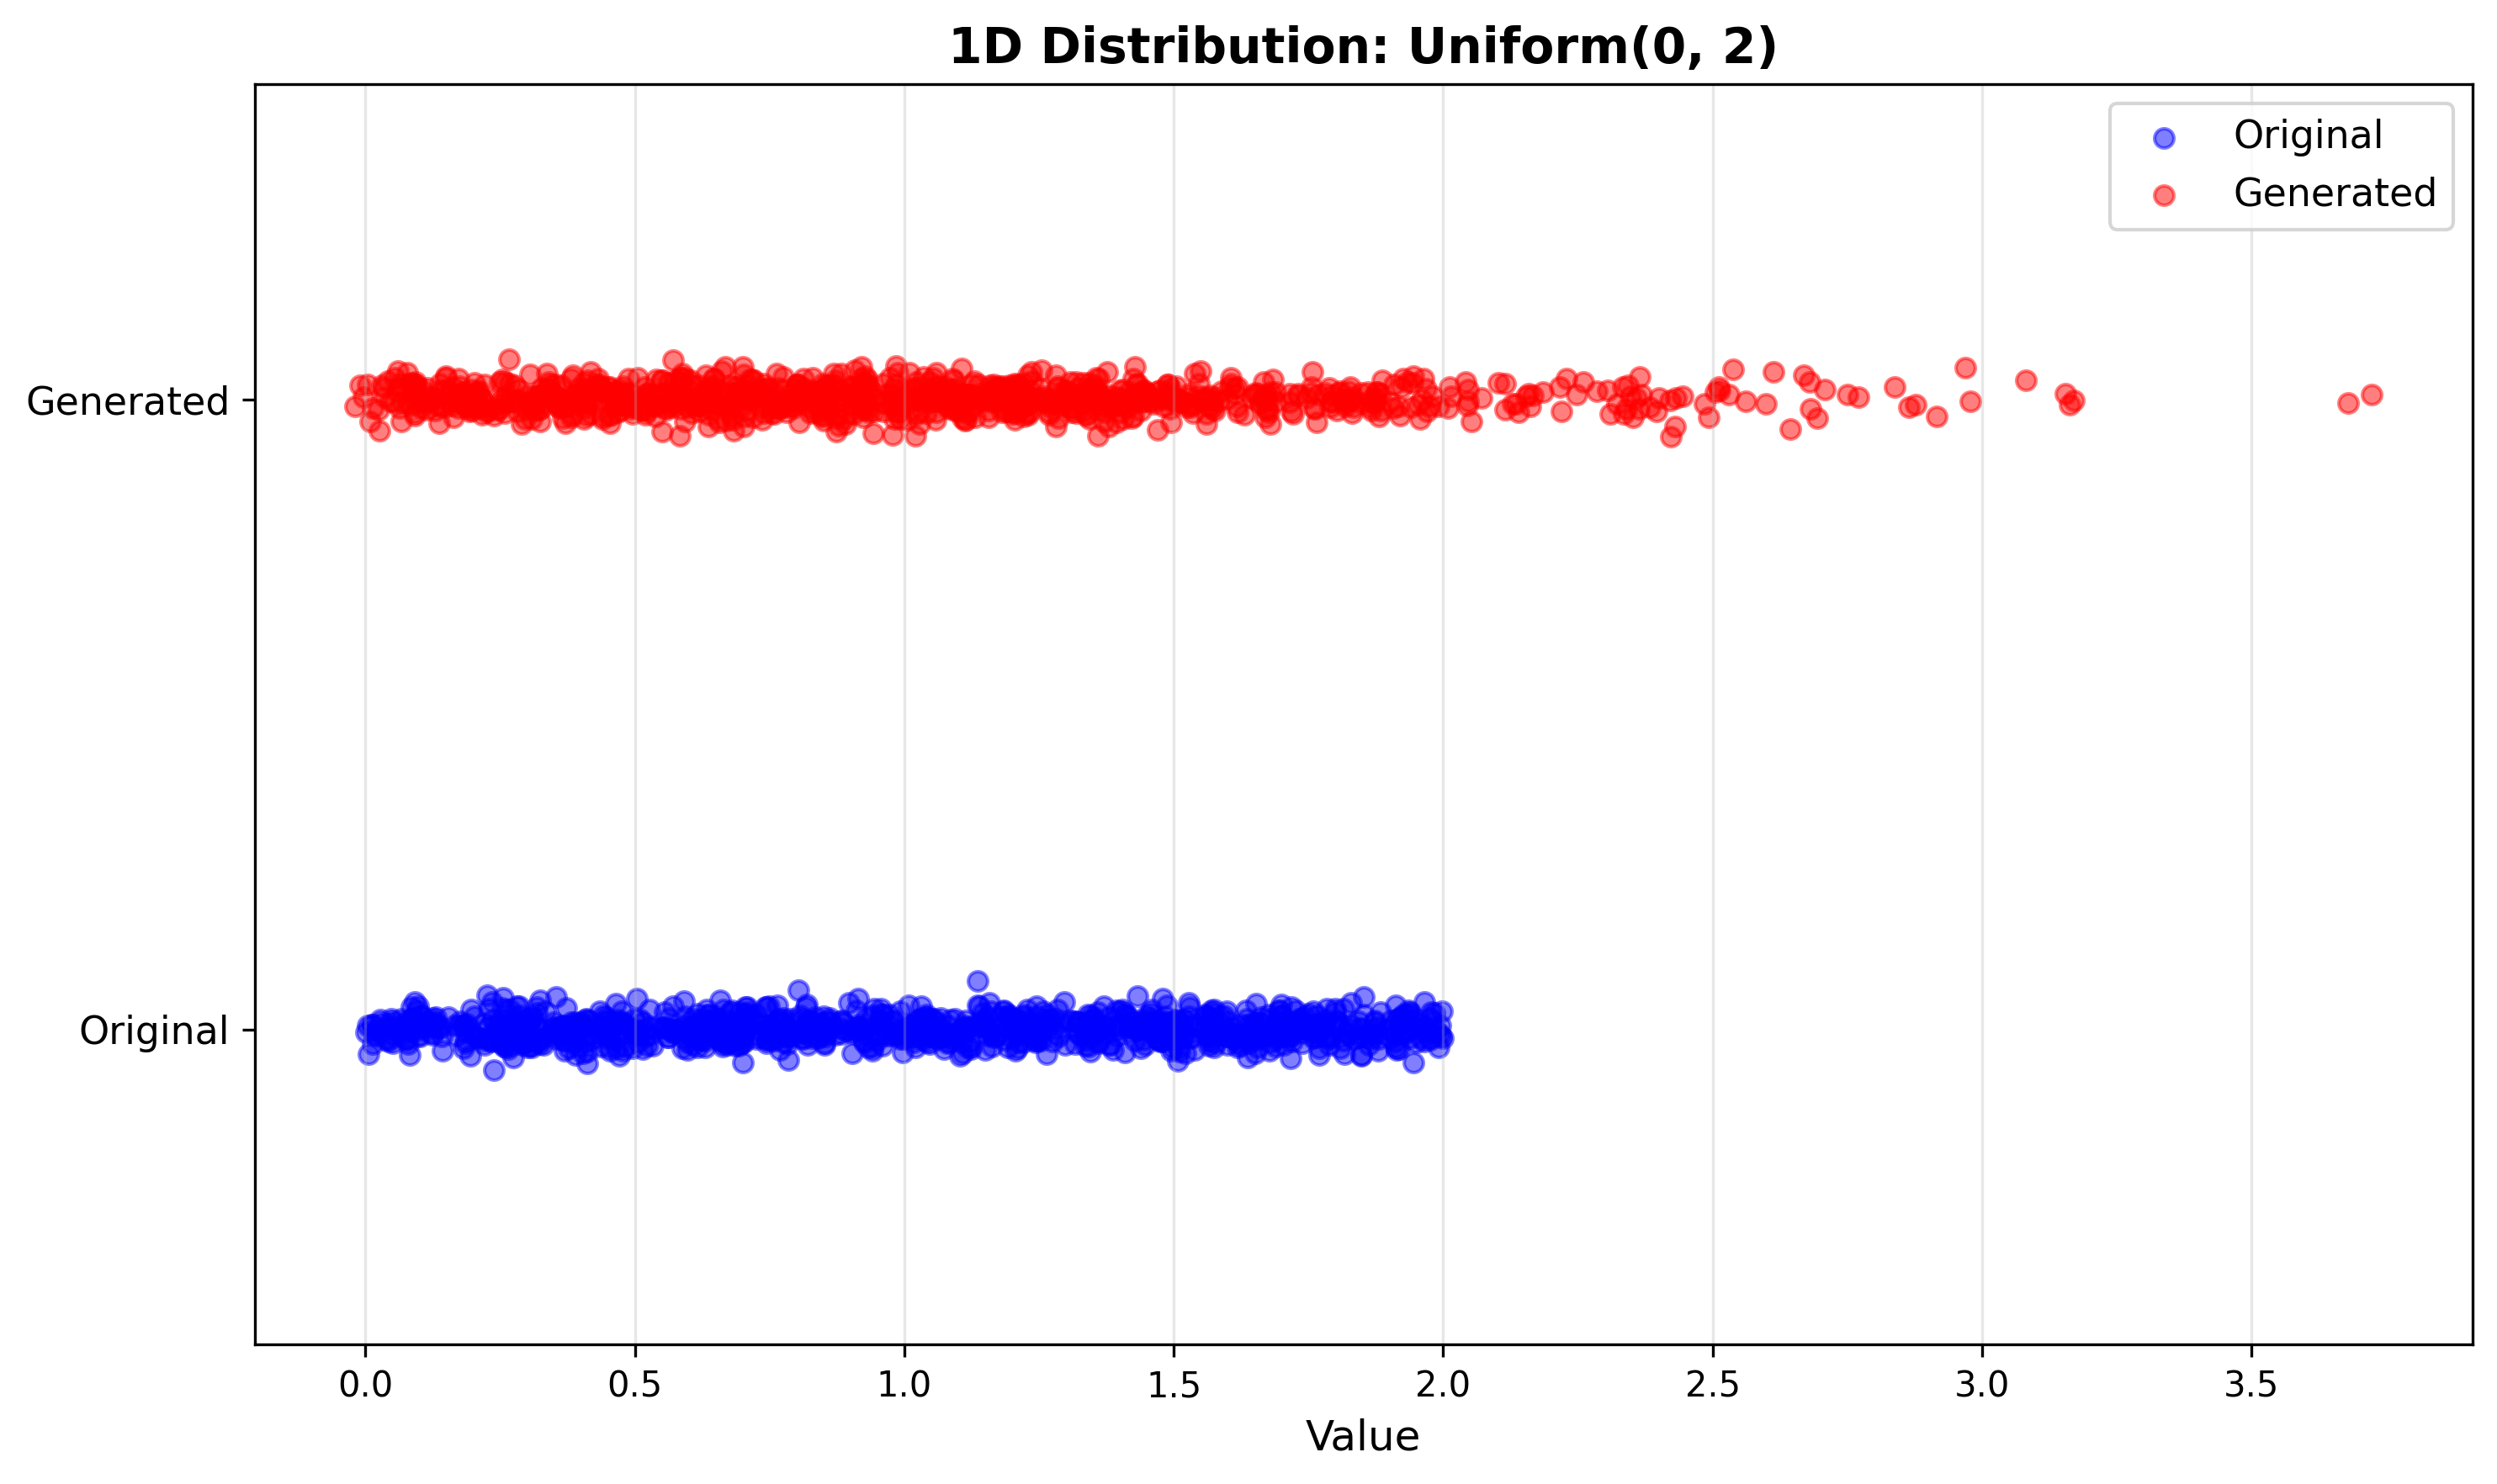 1D Distribution: Uniform(0, 2)
Original
Generated
Generated
Original
0.0 0.5 1.0 1.5 2.0 2.5 3.0 3.5
Value